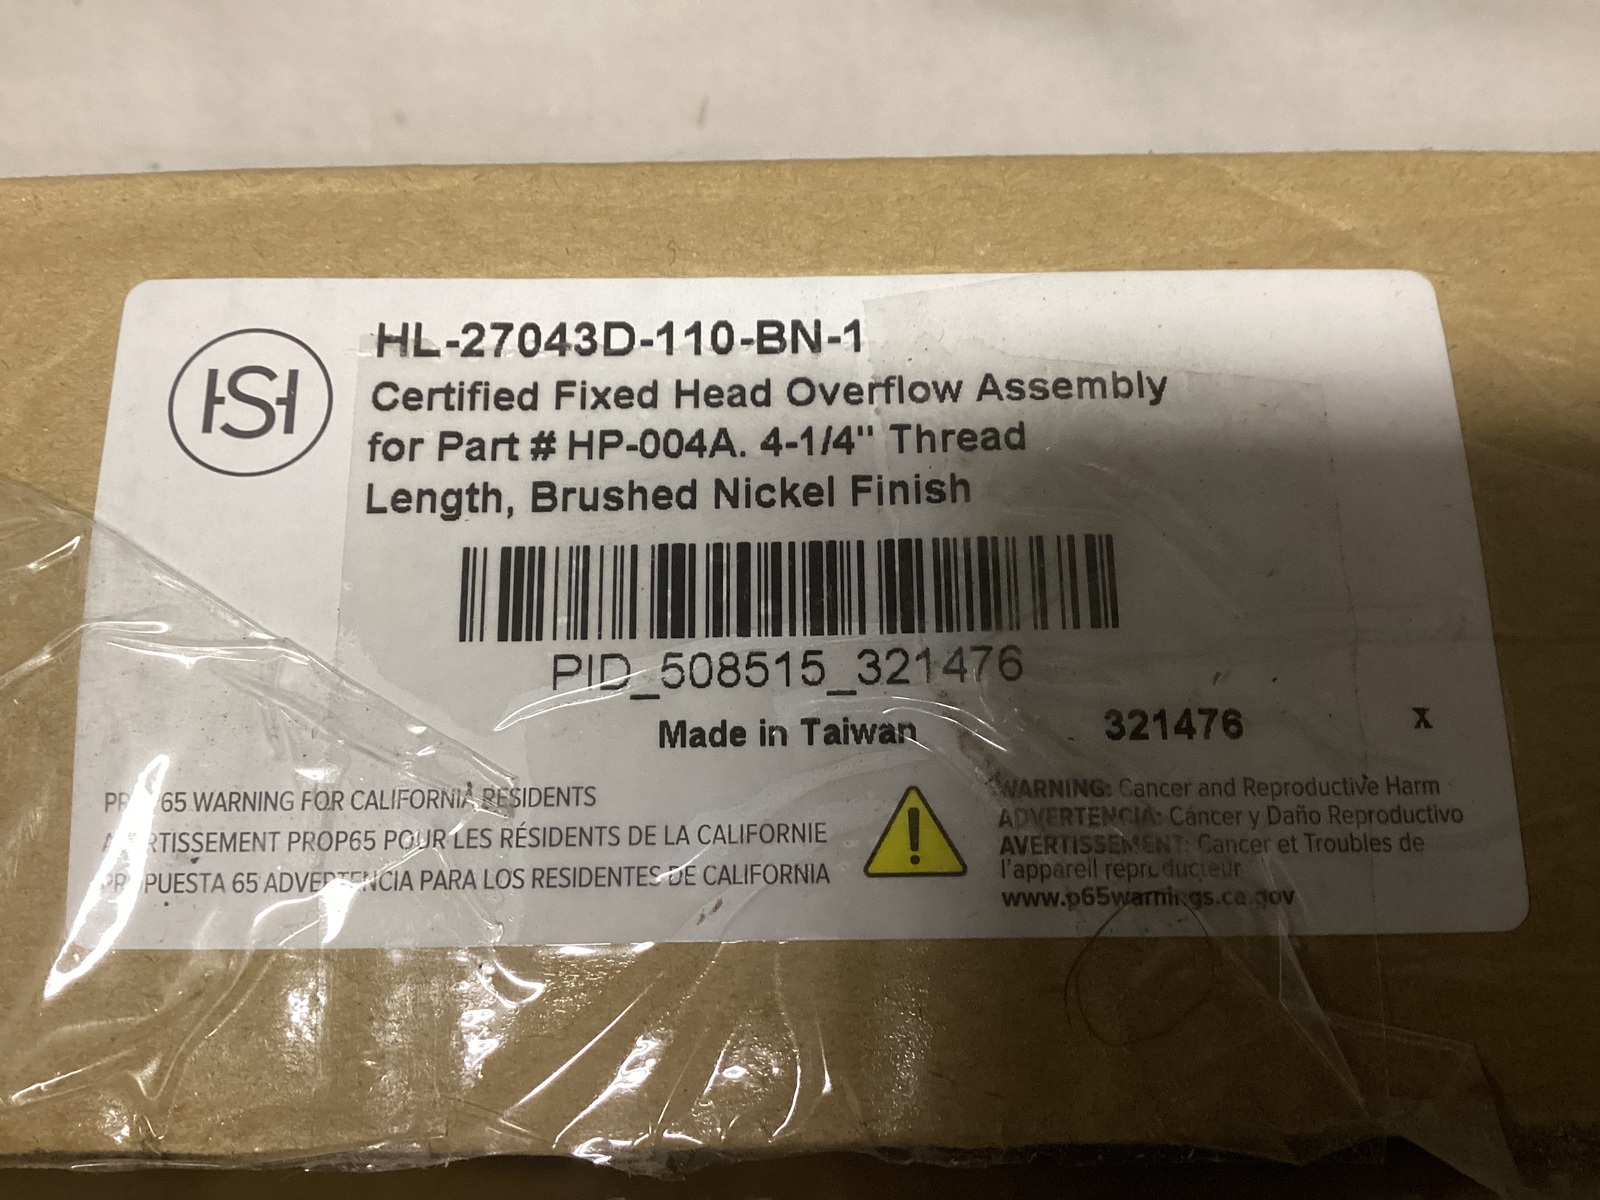 HSH
HL-27043D-110-BN-1
Certified Fixed Head Overflow Assembly
for Part # HP-004A. 4-1/4" Thread
Length, Brushed Nickel Finish
PID_508515_321476
Made in Taiwan
321476
X
PROP65 WARNING FOR CALIFORNIA RESIDENTS
AVERTISSEMENT PROP65 POUR LES RÉSIDENTS DE LA CALIFORNIE
PROPUESTA 65 ADVERTENCIA PARA LOS RESIDENTES DE CALIFORNIA
WARNING: Cancer and Reproductive Harm
ADVERTENCIA: Cáncer y Daño Reproductivo
AVERTISSEMENT: Cancer et Troubles de
l'appareil reproducteur
www.p65warnings.ca.gov